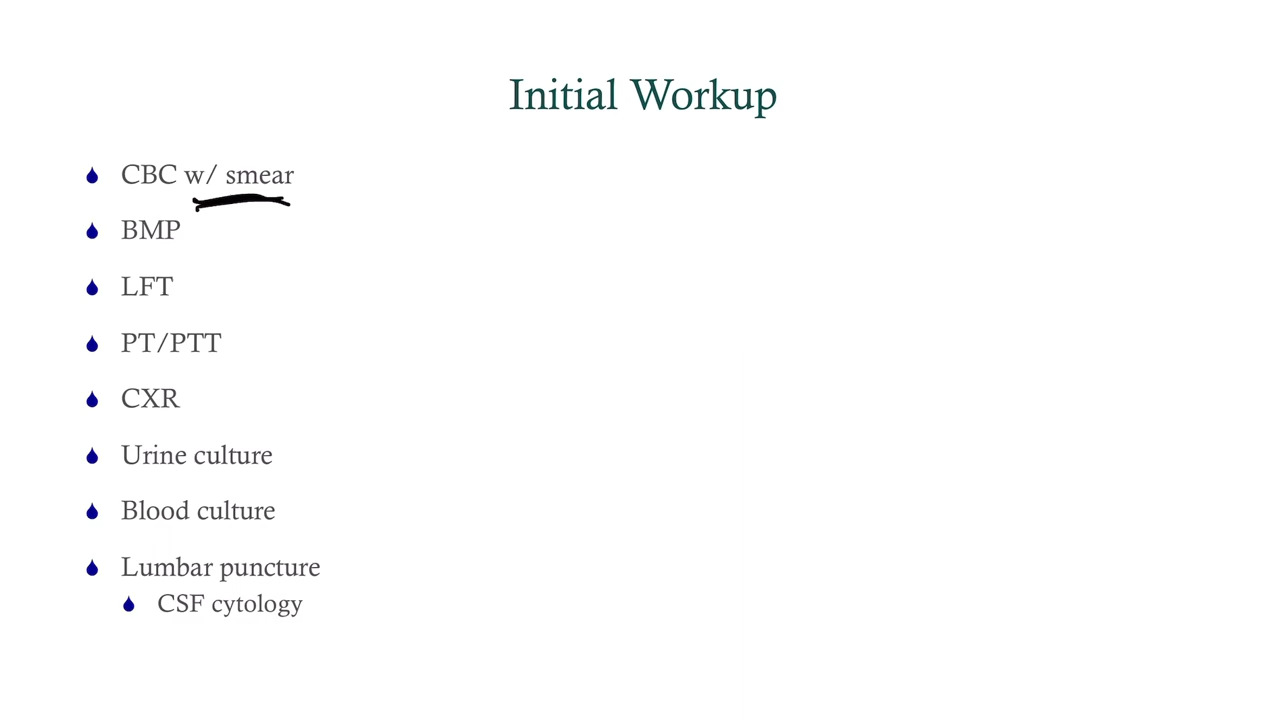 Initial Workup
CBC w/ smear
BMP
LFT
PT/PTT
CXR
Urine culture
Blood culture
Lumbar puncture
CSF cytology